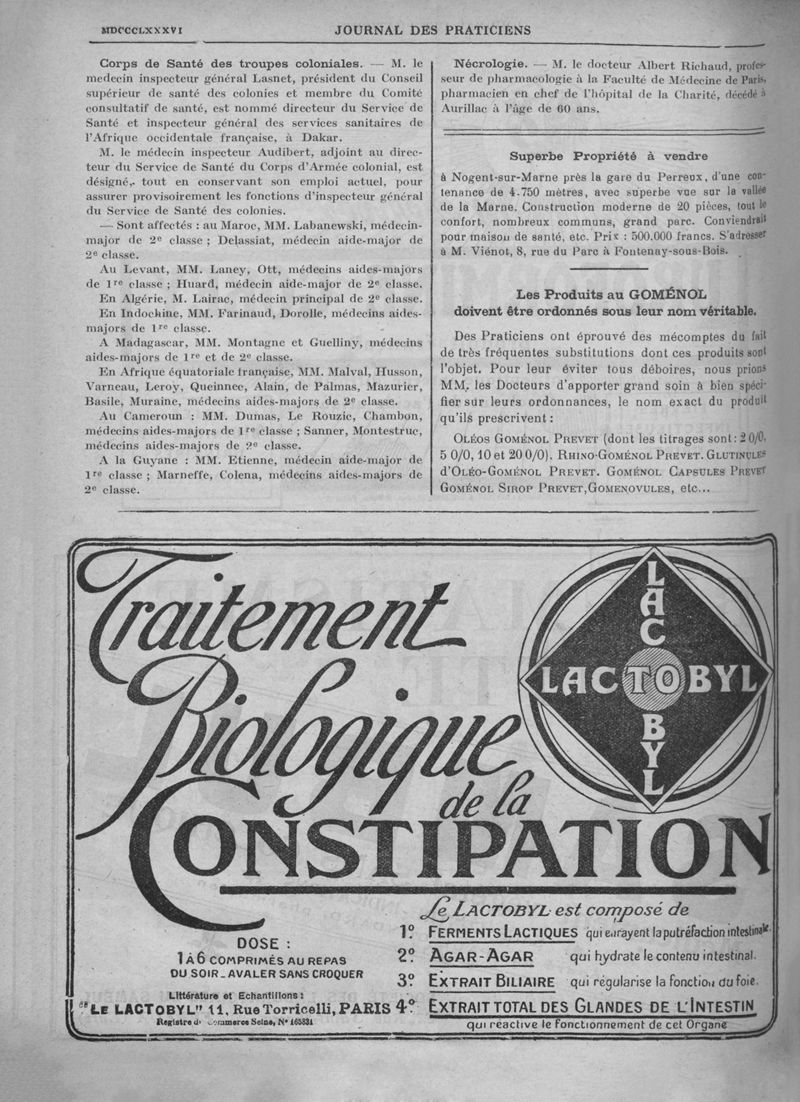 MDCCCLXXXVI
JOURNAL DES PRATICIENS
Corps de Santé des troupes coloniales. — M. le
medecin inspecteur général Lasnet, président du Conseil
supérieur de santé des colonies et membre du Comité
consultatif de santé, est nommé directeur du Service de
Santé et inspecteur général des services sanitaires de
l'Afrique occidentale française, à Dakar.
M. le médecin inspecteur Audibert, adjoint au direc-
teur du Service de Santé du Corps d'Armée colonial, est
désigné,. tout en conservant son emploi actuel, pour
assurer provisoirement les fonctions d'inspecteur général
du Service de Santé des colonies.
— Sont affectés : au Maroc, MM. Labanewski, médecin-
major de 2e classe ; Delassiat, médecin aide-major de
2e classe.
Au Levant, MM. Laney, Ott, médecins aides-majors
de 1re classe ; Huard, médecin aide-major de 2e classe.
En Algérie, M. Lairac, médecin principal de 2e classe.
En Indochine, MM. Farinaud, Dorolle, médecins aides-
majors de 1re classe.
A Madagascar, MM. Montagne et Guelliny, médecins
aides-majors de 1re et de 2e classe.
En Afrique équatoriale française, MM. Malval, Husson,
Varneau, Leroy, Queinnec, Alain, de Palmas, Mazurier,
Basile, Muraine, médecins aides-majors de 2e classe.
Au Cameroun : MM. Dumas, Le Rouzic, Chambon,
médecins aides-majors de 1re classe ; Sanner, Montestruc,
médecins aides-majors de 2e classe.
A la Guyane : MM. Etienne, médecin aide-major de
1re classe ; Marneffe, Colena, médecins aides-majors de
2e classe.
Nécrologie. — M. le docteur Albert Richaud, profes-
seur de pharmacologie à la Faculté de Médecine de Paris,
pharmacien en chef de l'hôpital de la Charité, décédé à
Aurillac à l'âge de 60 ans.
Superbe Propriété à vendre
à Nogent-sur-Marne près la gare du Perreux, d'une con-
tenance de 4.750 mètres, avec superbe vue sur la vallée
de la Marne. Construction moderne de 20 pièces, tout le
confort, nombreux communs, grand parc. Conviendrait
pour maison de santé, etc. Prix : 500.000 francs. S'adresser
à M. Viénot, 8, rue du Parc à Fontenay-sous-Bois.
Les Produits au GOMÉNOL
doivent être ordonnés sous leur nom véritable.
Des Praticiens ont éprouvé des mécomptes du fait
de très fréquentes substitutions dont ces produits sont
l'objet. Pour leur éviter tous déboires, nous prions
MM. les Docteurs d'apporter grand soin à bien spéci-
fier sur leurs ordonnances, le nom exact du produit
qu'ils prescrivent :
OLÉOS GOMÉNOL PREVET (dont les titrages sont : 2 0/0,
5 0/0, 10 et 20 0/0). RHINO-GOMÉNOL PREVET. GLUTINULES
D'OLÉO-GOMÉNOL PREVET. GOMÉNOL CAPSULES PREVET
GOMÉNOL SIROP PREVET, GOMENOVULES, etc...
Traitement
Biologique
de la
CONSTIPATION
LACTOBYL
LACTOBYL
Le LACTOBYL est composé de
1º FERMENTS LACTIQUES qui enrayent la putréfaction intestinale.
2º AGAR-AGAR qui hydrate le contenu intestinal.
3º EXTRAIT BILIAIRE qui régularise la fonction du foie.
4º EXTRAIT TOTAL DES GLANDES DE L'INTESTIN
qui réactive le fonctionnement de cet Organe
DOSE :
1 À 6 COMPRIMÉS AU REPAS
DU SOIR_AVALER SANS CROQUER
Littérature et Echantillons :
"LE LACTOBYL" 11, Rue Torricelli, PARIS
Registre du Commerce Seine, Nº 165831